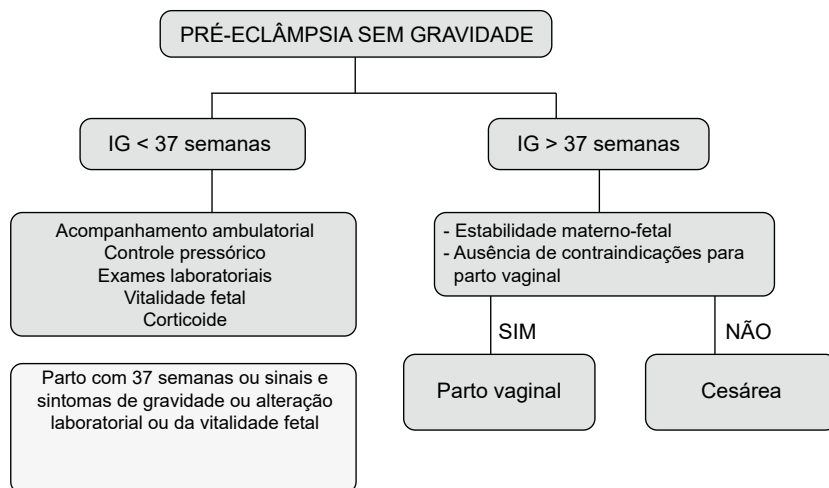 PRÉ-ECLÂMPSIA SEM GRAVIDADE
IG < 37 semanas
IG > 37 semanas
Acompanhamento ambulatorial
Controle pressórico
Exames laboratoriais
Vitalidade fetal
Corticoide
- Estabilidade materno-fetal
- Ausência de contraindicações para
parto vaginal
SIM
NÃO
Parto com 37 semanas ou sinais e
sintomas de gravidade ou alteração
laboratorial ou da vitalidade fetal
Parto vaginal
Cesárea